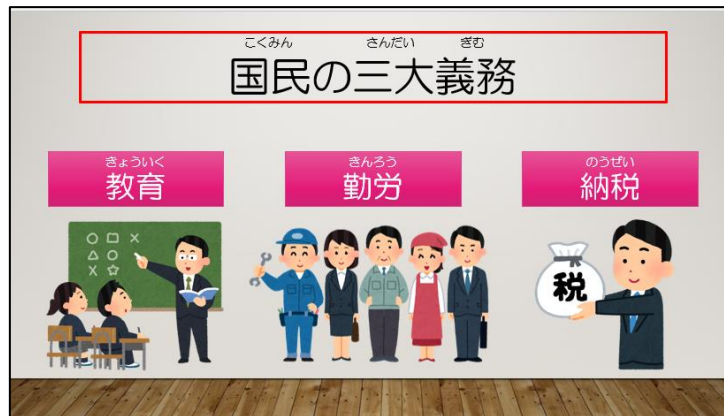 こくみん さんだい ぎむ
国民の三大義務
きょういく
教育
きんろう
勤労
のうぜい
納税
○ □ ×
△ ○
× ☆
税